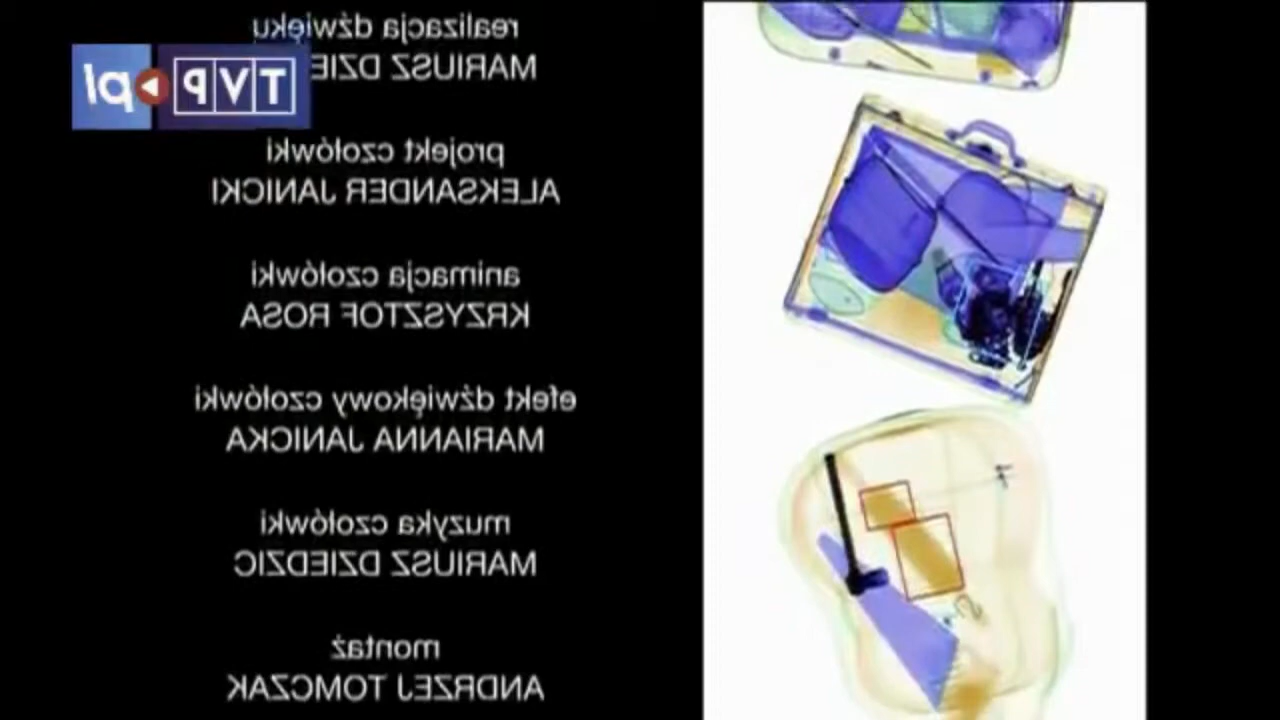 realizacja dźwięku
MARIUSZ DZIE
TVP pl
projekt czołówki
ALEKSANDER JANICKI
animacja czołówki
KRZYSZTOF ROSA
efekt dźwiękowy czołówki
MARIANNA JANICKA
muzyka czołówki
MARIUSZ DZIEDZIC
montaż
ANDRZEJ TOMCZAK